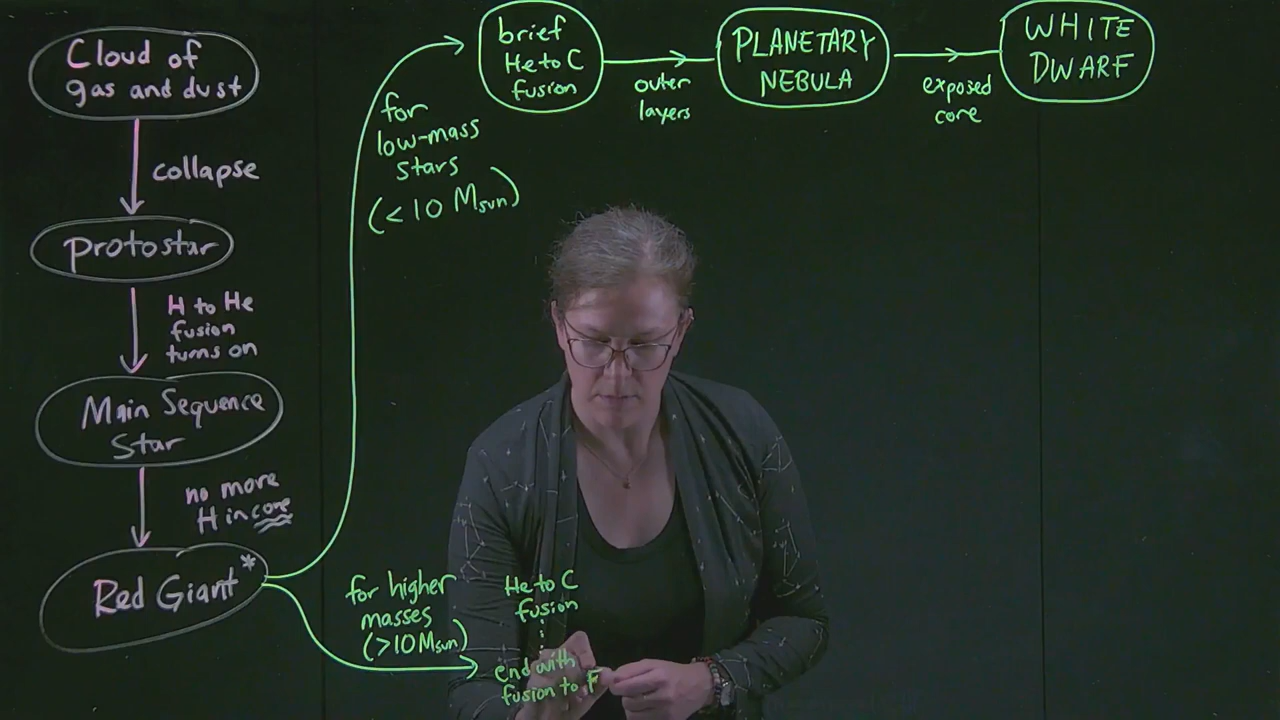 Cloud of
gas and dust
collapse
Protostar
H to He
fusion
turns on
Main Sequence
Star
no more
H in core
Red Giant*
for
low-mass
stars
(<10 Msun)
brief
He to C
fusion
outer
layers
PLANETARY
NEBULA
exposed
core
WHITE
DWARF
for higher
masses
(>10 Msun)
He to C
fusion
end with
fusion to F